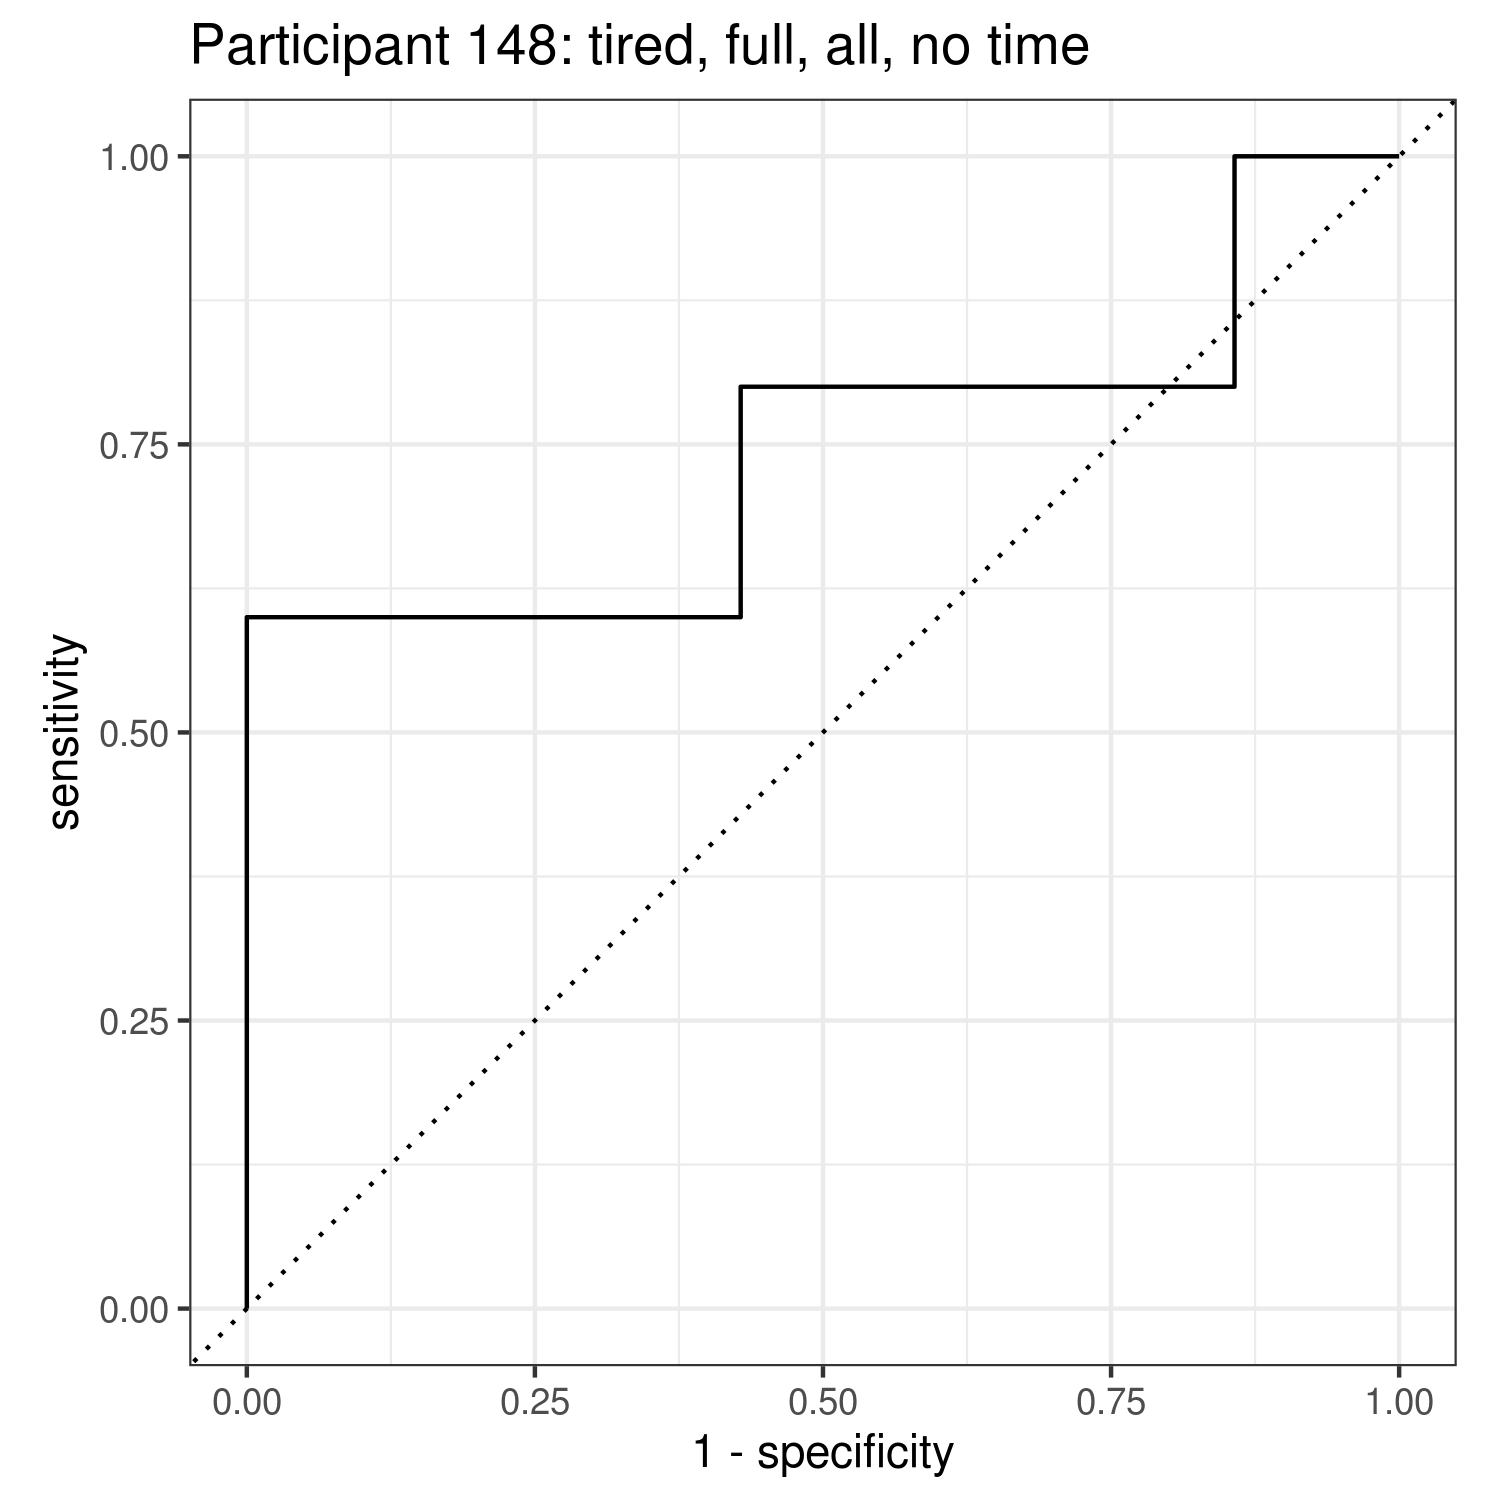 Participant 148: tired, full, all, no time
1.00
0.75
0.50
0.25
0.00
sensitivity
0.00 0.25 0.50 0.75 1.00
1 - specificity